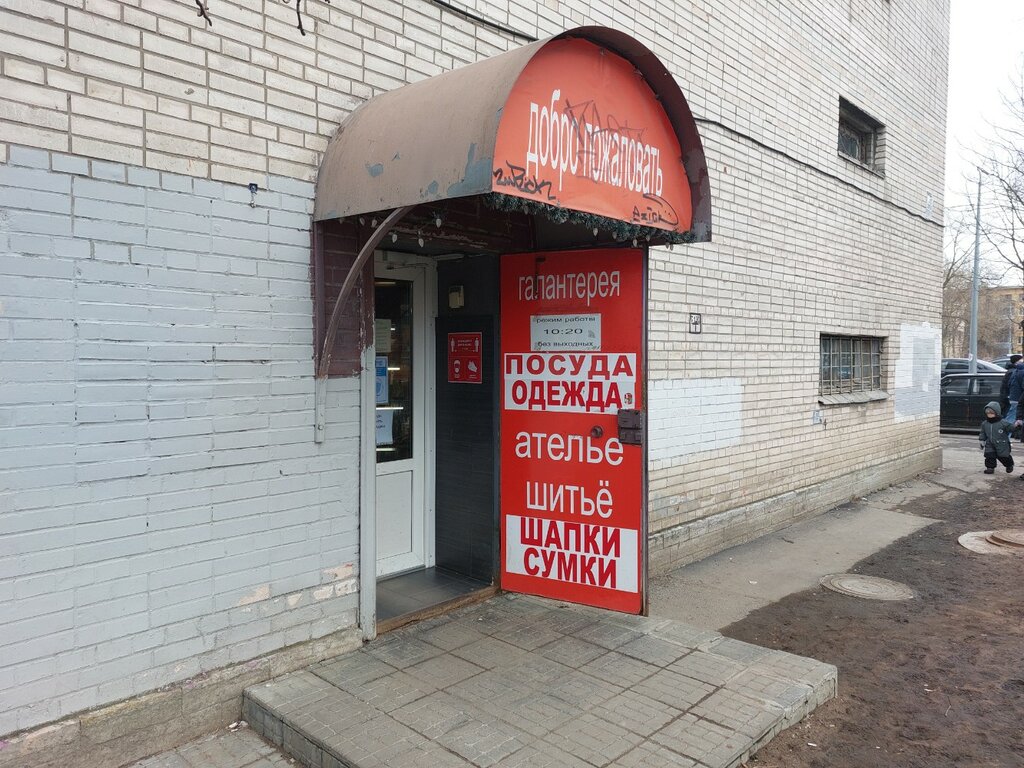 добро пожаловать
галантерея
режим работы
10:20
без выходных
ПОСУДА
ОДЕЖДА
ателье
шитьё
ШАПКИ
СУМКИ